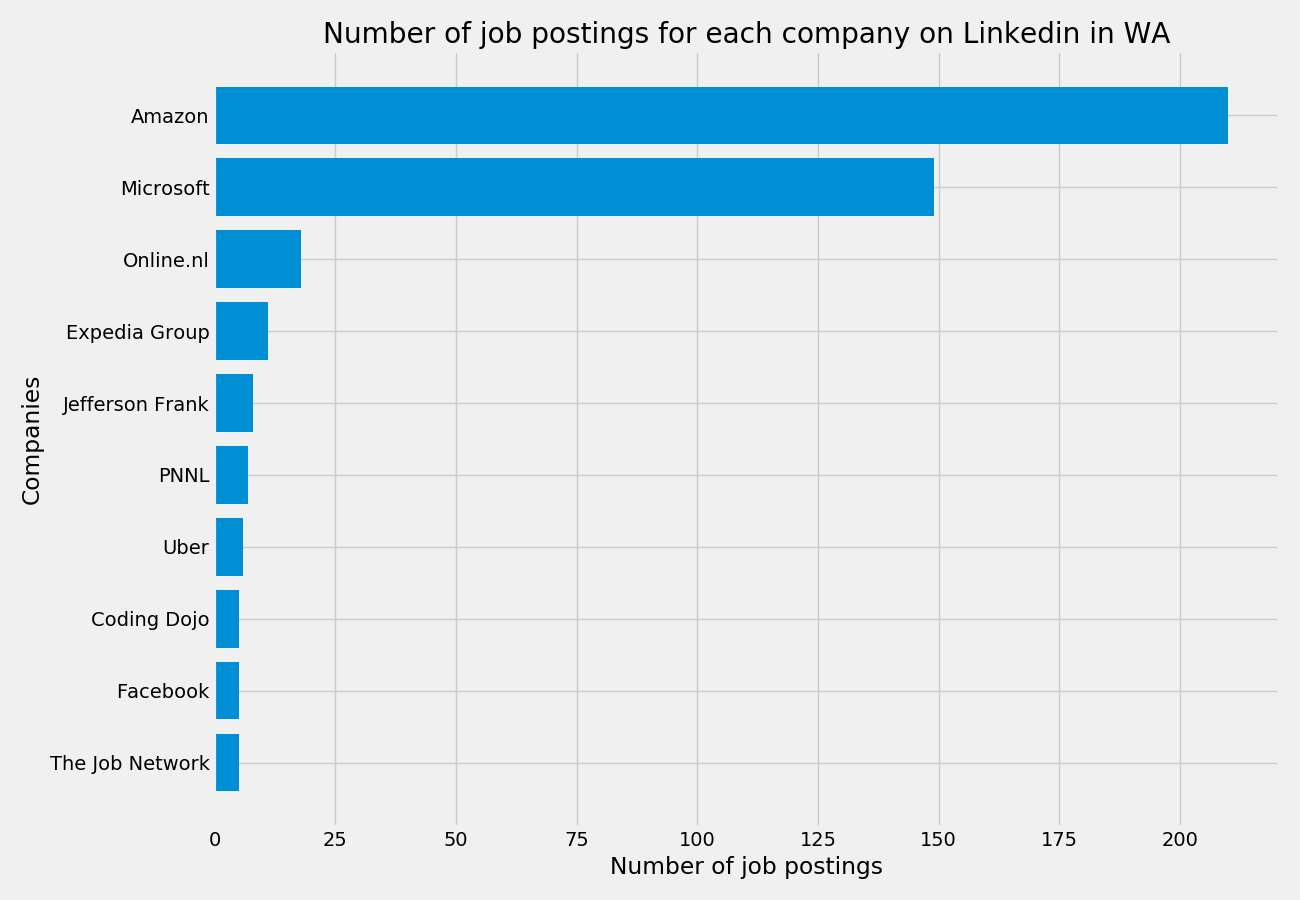 Number of job postings for each company on Linkedin in WA
Amazon
Microsoft
Online.nl
Expedia Group
Jefferson Frank
PNNL
Uber
Coding Dojo
Facebook
The Job Network
Companies
0 25 50 75 100 125 150 175 200
Number of job postings